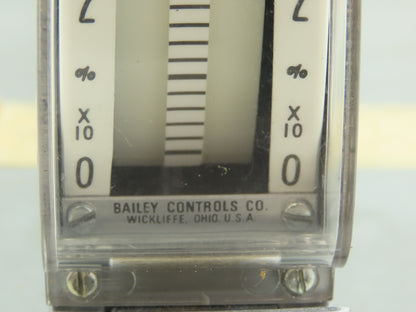 2 2
% %
X X
10 10
0 0
BAILEY CONTROLS CO.
WICKLIFFE, OHIO. U.S.A.